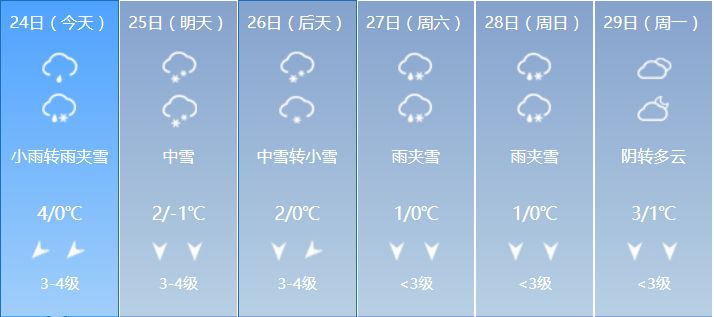 24日（今天）
小雨转雨夹雪
4/0℃
3-4级
25日（明天）
中雪
2/-1℃
3-4级
26日（后天）
中雪转小雪
2/0℃
3-4级
27日（周六）
雨夹雪
1/0℃
<3级
28日（周日）
雨夹雪
1/0℃
<3级
29日（周一）
阴转多云
3/1℃
<3级